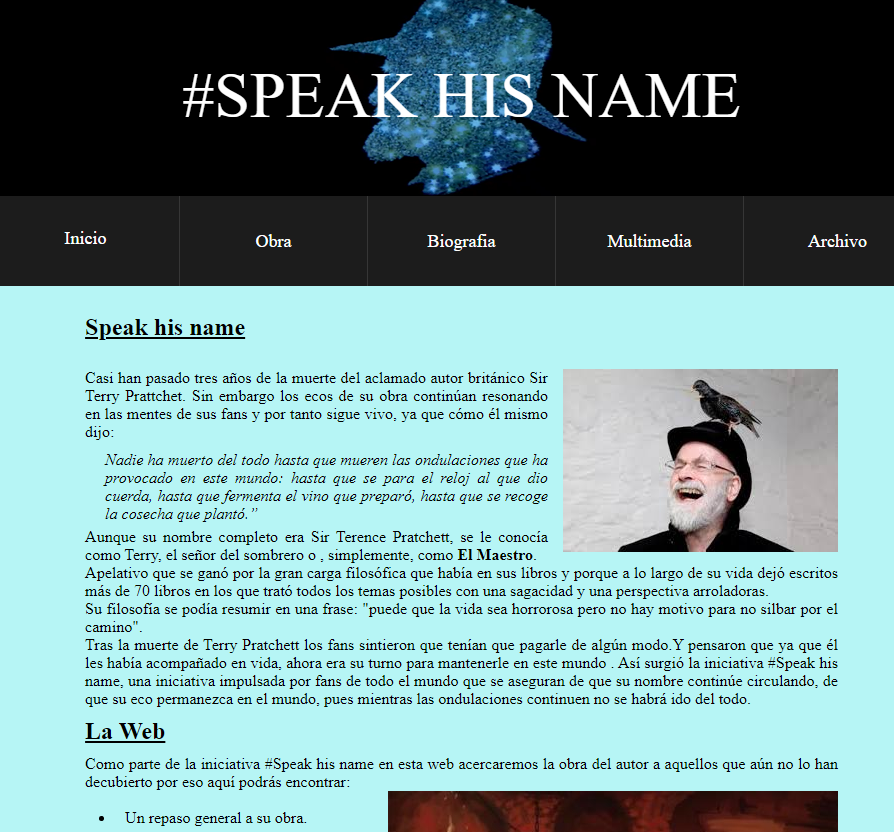 #SPEAK HIS NAME
Inicio
Obra
Biografia
Multimedia
Archivo
Speak his name
Casi han pasado tres años de la muerte del aclamado autor británico Sir
Terry Prattchet. Sin embargo los ecos de su obra continúan resonando
en las mentes de sus fans y por tanto sigue vivo, ya que cómo él mismo
dijo:
Nadie ha muerto del todo hasta que mueren las ondulaciones que ha
provocado en este mundo: hasta que se para el reloj al que dio
cuerda, hasta que fermenta el vino que preparó, hasta que se recoge
la cosecha que plantó.”
Aunque su nombre completo era Sir Terence Pratchett, se le conocía
como Terry, el señor del sombrero o , simplemente, como El Maestro.
Apelativo que se ganó por la gran carga filosófica que había en sus libros y porque a lo largo de su vida dejó escritos
más de 70 libros en los que trató todos los temas posibles con una sagacidad y una perspectiva arroladoras.
Su filosofía se podía resumir en una frase: "puede que la vida sea horrorosa pero no hay motivo para no silbar por el
camino".
Tras la muerte de Terry Pratchett los fans sintieron que tenían que pagarle de algún modo.Y pensaron que ya que él
les había acompañado en vida, ahora era su turno para mantenerle en este mundo . Así surgió la iniciativa #Speak his
name, una iniciativa impulsada por fans de todo el mundo que se aseguran de que su nombre continúe circulando, de
que su eco permanezca en el mundo, pues mientras las ondulaciones continuen no se habrá ido del todo.
La Web
Como parte de la iniciativa #Speak his name en esta web acercaremos la obra del autor a aquellos que aún no lo han
decubierto por eso aquí podrás encontrar:
• Un repaso general a su obra.